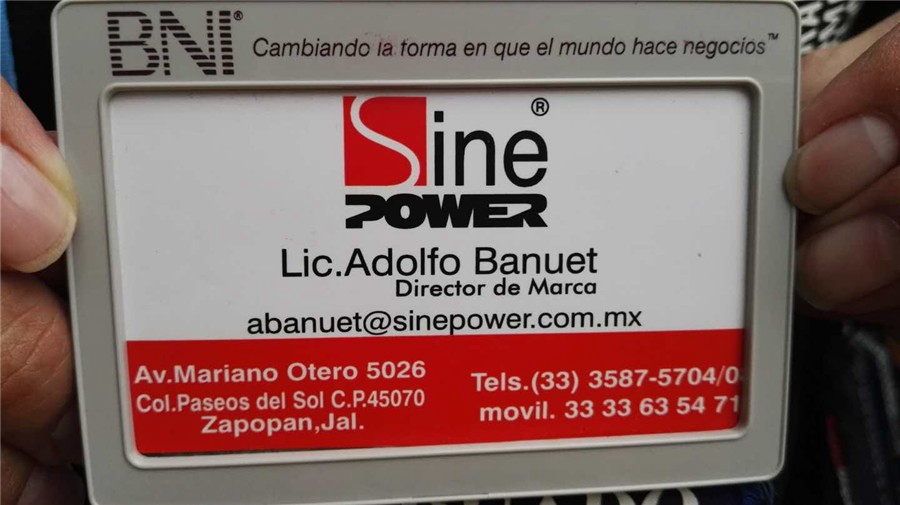 BNI® Cambiando la forma en que el mundo hace negocios™
Sine®
POWER
Lic.Adolfo Banuet
Director de Marca
abanuet@sinepower.com.mx
Av.Mariano Otero 5026
Col.Paseos del Sol C.P.45070
Zapopan,Jal.
Tels.(33) 3587-5704/0
movil. 33 33 63 54 71